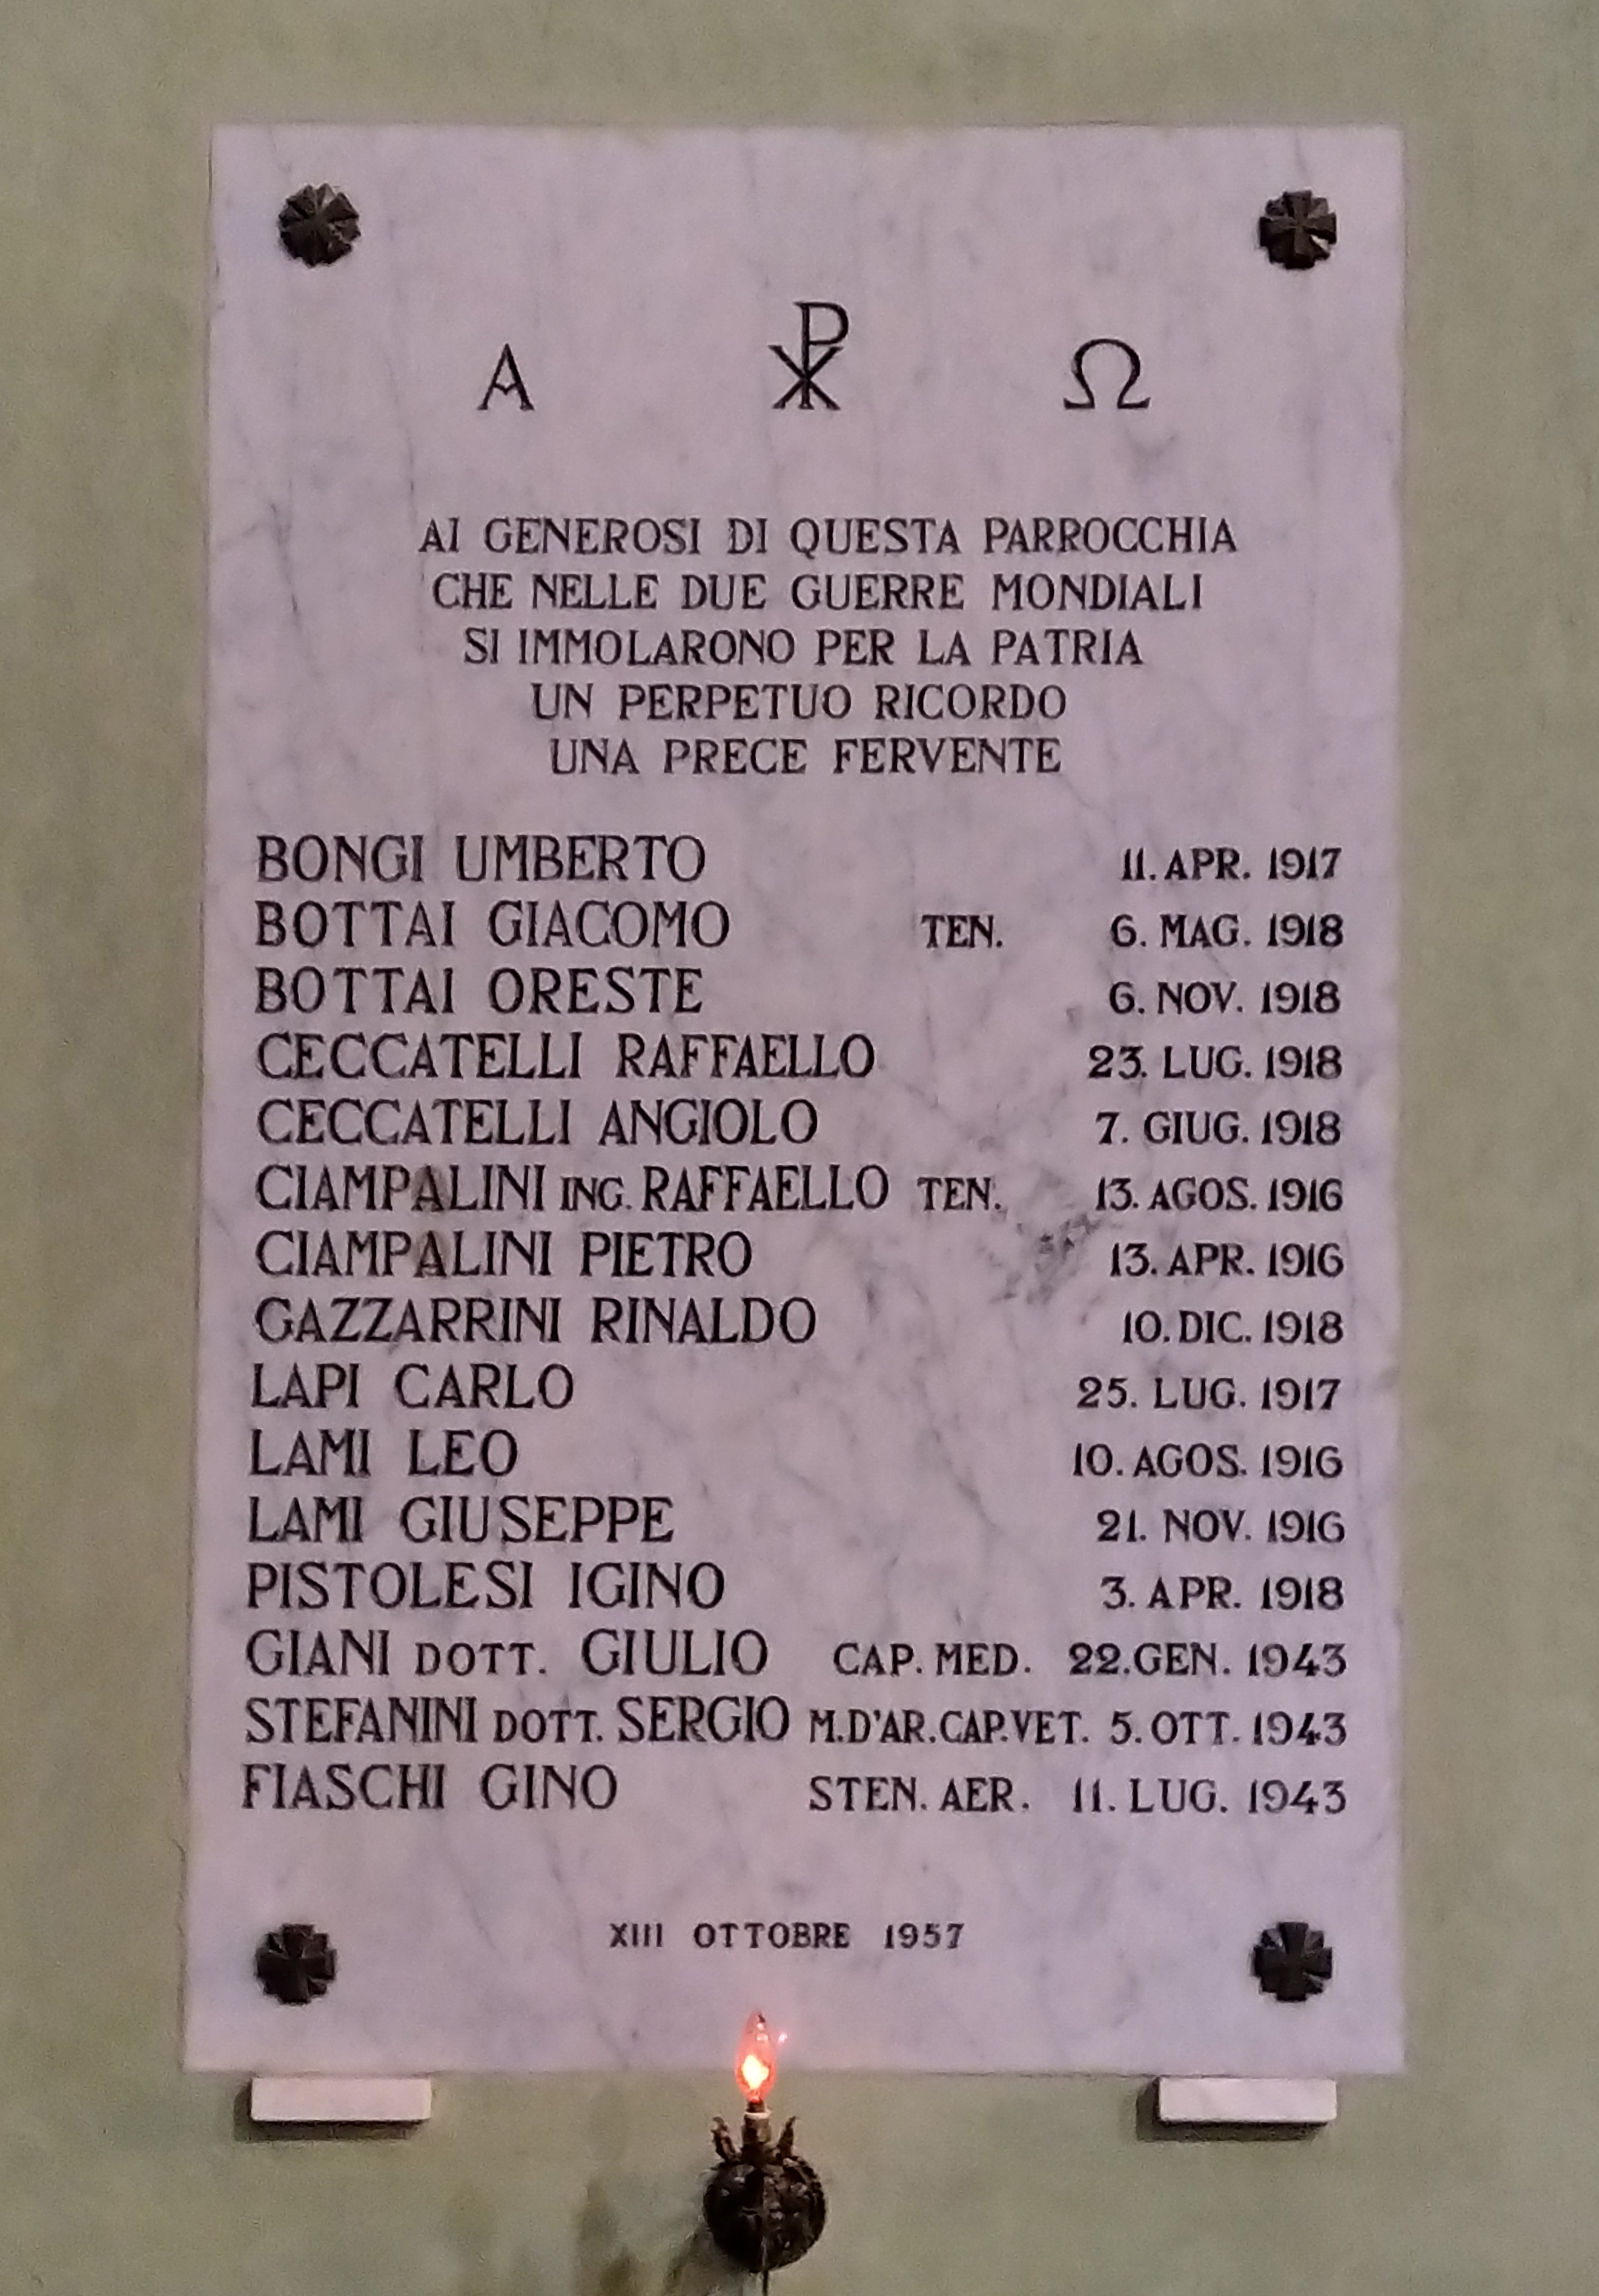 Α ☧ Ω
AI GENEROSI DI QUESTA PARROCCHIA
CHE NELLE DUE GUERRE MONDIALI
SI IMMOLARONO PER LA PATRIA
UN PERPETUO RICORDO
UNA PRECE FERVENTE
BONGI UMBERTO 11. APR. 1917
BOTTAI GIACOMO TEN. 6. MAG. 1918
BOTTAI ORESTE 6. NOV. 1918
CECCATELLI RAFFAELLO 23. LUG. 1918
CECCATELLI ANGIOLO 7. GIUG. 1918
CIAMPALINI ING. RAFFAELLO TEN. 13. AGOS. 1916
CIAMPALINI PIETRO 13. APR. 1916
GAZZARRINI RINALDO 10. DIC. 1918
LAPI CARLO 25. LUG. 1917
LAMI LEO 10. AGOS. 1916
LAMI GIUSEPPE 21. NOV. 1916
PISTOLESI IGINO 3. APR. 1918
GIANI DOTT. GIULIO CAP. MED. 22. GEN. 1943
STEFANINI DOTT. SERGIO M.D'AR.CAP.VET. 5. OTT. 1943
FIASCHI GINO STEN. AER. 11. LUG. 1943
XIII OTTOBRE 1957